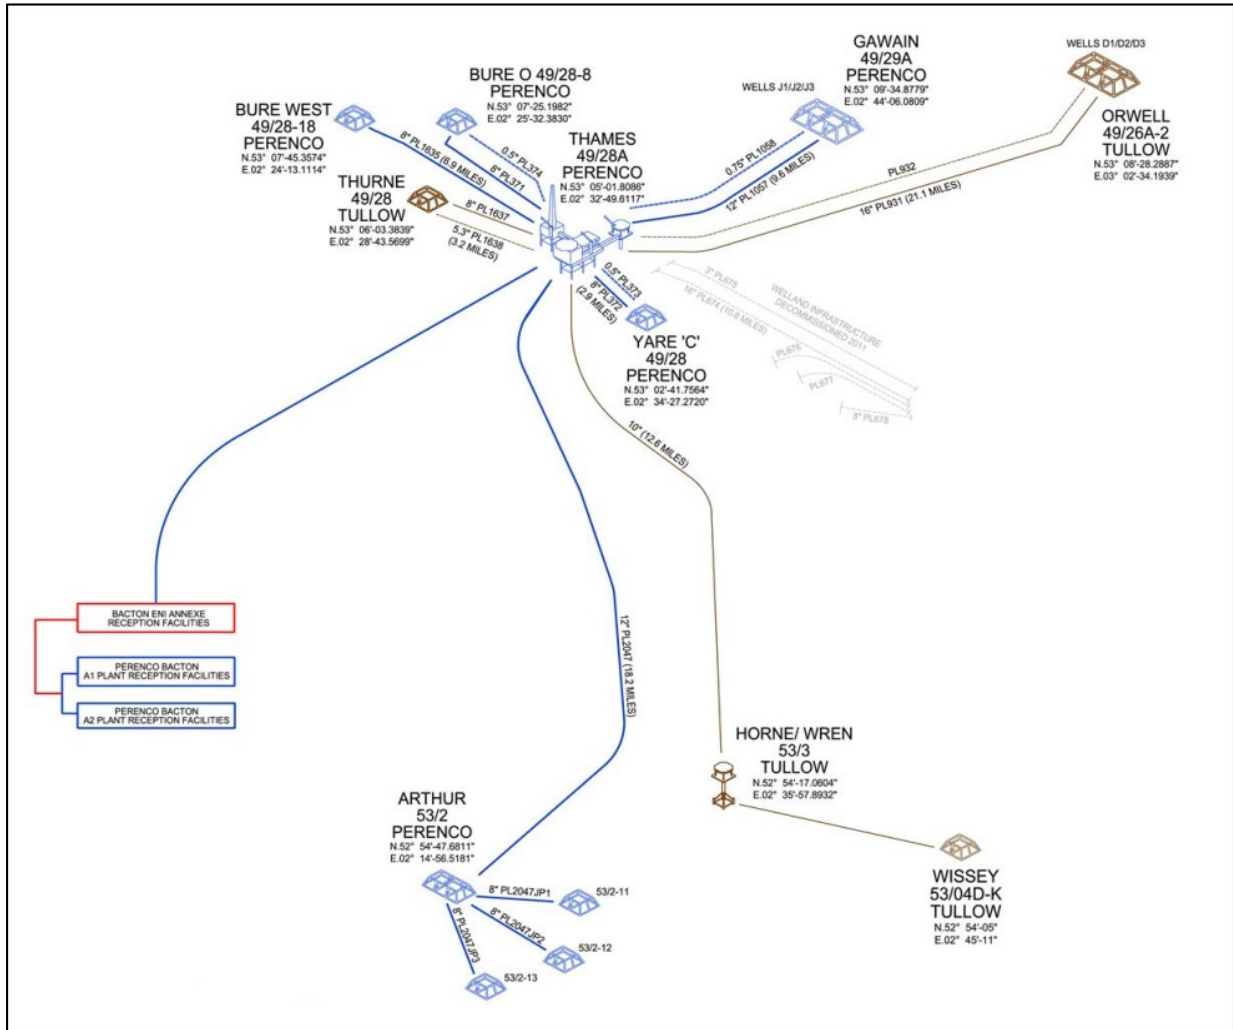 WELLS D1/D2/D3
GAWAIN
49/29A
PERENCO
N.53° 09'-34.8779"
E.02° 44'-06.0809"
WELLS J1/J2/J3
BURE O 49/28-8
PERENCO
N.53° 07'-25.1982"
E.02° 25'-32.3830"
BURE WEST
49/28-18
PERENCO
N.53° 07'-45.3574"
E.02° 24'-13.1114"
THAMES
49/28A
PERENCO
N.53° 05'-01.8086"
E.02° 32'-49.6117"
ORWELL
49/26A-2
TULLOW
N.53° 08'-28.2887"
E.03° 02'-34.1939"
THURNE
49/28
TULLOW
N.53° 06'-03.3839"
E.02° 28'-43.5699"
8" PL1635 (6.9 MILES)
0.5" PL374
8" PL371
0.75" PL1058
12" PL1057 (9.6 MILES)
PL932
16" PL931 (21.1 MILES)
8" PL1637
5.3" PL1638
(3.2 MILES)
0.5" PL373
8" PL372
(2.9 MILES)
YARE 'C'
49/28
PERENCO
N.53° 02'-41.7564"
E.02° 34'-27.2720"
3" PL675
16" PL674 (10.8 MILES)
WELLAND INFRASTRUCTURE
DECOMMISSIONED 2011
PL676
PL677
8" PL678
10" (12.6 MILES)
12" PL2047 (18.2 MILES)
BACTON ENI ANNEXE
RECEPTION FACILITIES
PERENCO BACTON
A1 PLANT RECEPTION FACILITIES
PERENCO BACTON
A2 PLANT RECEPTION FACILITIES
HORNE/ WREN
53/3
TULLOW
N.52° 54'-17.0604"
E.02° 35'-57.8932"
ARTHUR
53/2
PERENCO
N.52° 54'-47.6811"
E.02° 14'-56.5181"
WISSEY
53/04D-K
TULLOW
N.52° 54'-05"
E.02° 45'-11"
8" PL2047JP1
53/2-11
8" PL2047JP2
53/2-12
8" PL2047JP3
53/2-13